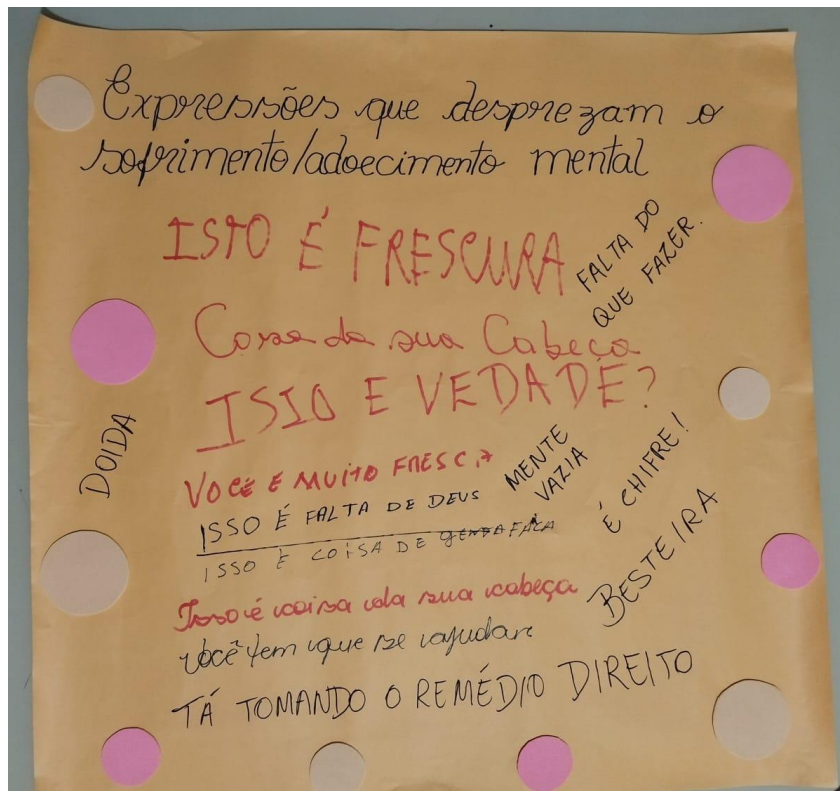 Expressões que desprezam o
sofrimento/adoecimento mental
ISTO É FRESCURA
FALTA DO
QUE FAZER.
Coisa da sua Cabeça
ISTO E VEDADE?
DOIDA
VOCÊ E MUITO FRESCA
MENTE
VAZIA
ISSO É FALTA DE DEUS
É CHIFRE!
ISSO É COISA DE
BESTEIRA
Isso é coisa da sua cabeça
Você tem que se ajudar
TÁ TOMANDO O REMÉDIO DIREITO